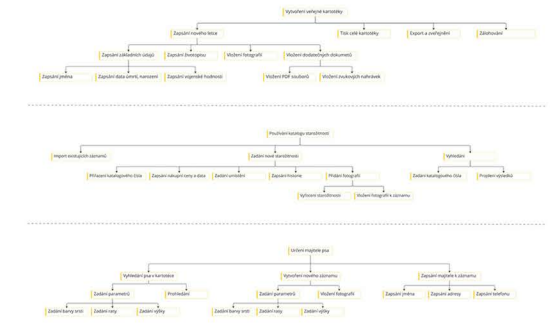 Vytvoření veřejné kartotéky
Zapsání nového letce
Tisk celé kartotéky
Export a zveřejnění
Zálohování
Zapsání základních údajů
Zapsání životopisu
Vložení fotografií
Vložení dodatečných dokumetů
Zapsání jména
Zapsání data úmrtí, narození
Zapsání vojenské hodnosti
Vložení PDF souborů
Vložení zvukových nahrávek
Používání katalogu starožitností
Import existujících záznamů
Zadání nové starožitnosti
Vyhledání
Přiřazení katalogového čísla
Zapsání nákupní ceny a data
Zadání umístění
Zapsání historie
Přidání fotografií
Zadání katalogového čísla
Projdení výsledků
Vyfocení starožitnosti
Vložení fotografií k záznamu
Určení majitele psa
Vyhledání psa v kartotéce
Vytvoření nového záznamu
Zapsání majitele k záznamu
Zadání parametrů
Prohledání
Zadání parametrů
Vložení fotografií
Zapsání jména
Zapsání adresy
Zapsání telefonu
Zadání barvy srsti
Zadání rasy
Zadání výšky
Zadání barvy srsti
Zadání rasy
Zadání výšky